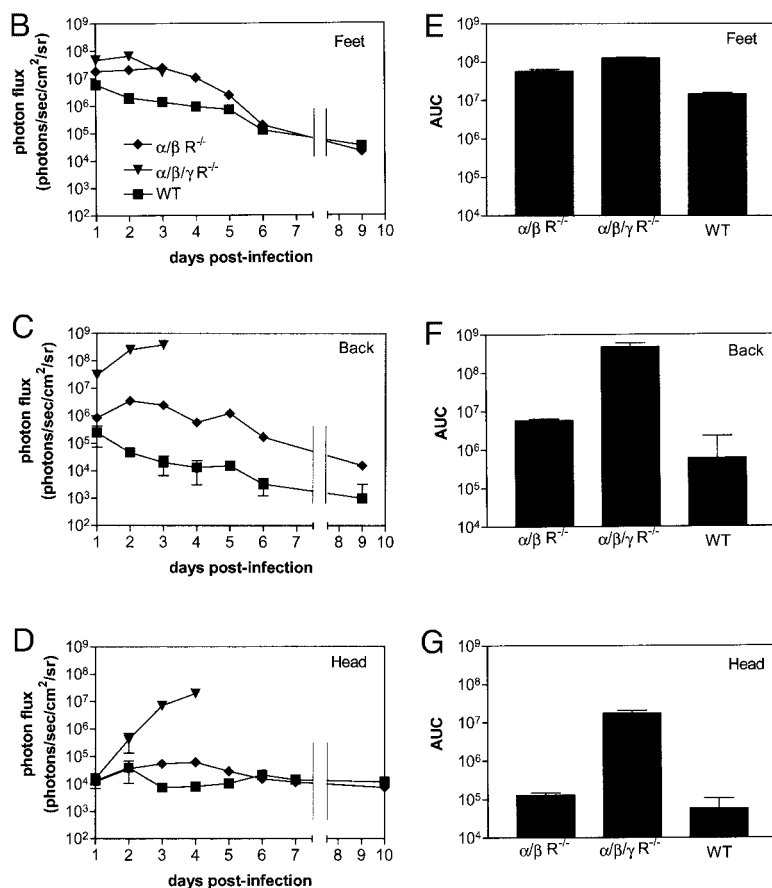 B
Feet
photon flux
(photons/sec/cm²/sr)
10⁹
10⁸
10⁷
10⁶
10⁵
10⁴
10³
10²
α/β R⁻/⁻
α/β/γ R⁻/⁻
WT
1 2 3 4 5 6 7 8 9 10
days post-infection
E
Feet
AUC
10⁹
10⁸
10⁷
10⁶
10⁵
10⁴
α/β R⁻/⁻
α/β/γ R⁻/⁻
WT
C
Back
photon flux
(photons/sec/cm²/sr)
10⁹
10⁸
10⁷
10⁶
10⁵
10⁴
10³
10²
1 2 3 4 5 6 7 8 9 10
days post-infection
F
Back
AUC
10⁹
10⁸
10⁷
10⁶
10⁵
10⁴
α/β R⁻/⁻
α/β/γ R⁻/⁻
WT
D
Head
photon flux
(photons/sec/cm²/sr)
10⁹
10⁸
10⁷
10⁶
10⁵
10⁴
10³
10²
1 2 3 4 5 6 7 8 9 10
days post-infection
G
Head
AUC
10⁹
10⁸
10⁷
10⁶
10⁵
10⁴
α/β R⁻/⁻
α/β/γ R⁻/⁻
WT